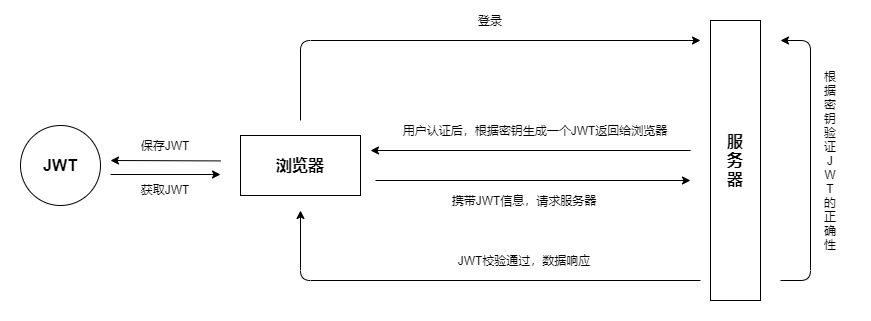 登录
用户认证后，根据密钥生成一个JWT返回给浏览器
保存JWT
JWT
浏览器
获取JWT
携带JWT信息，请求服务器
JWT校验通过，数据响应
服务器
根据密钥验证JWT的正确性